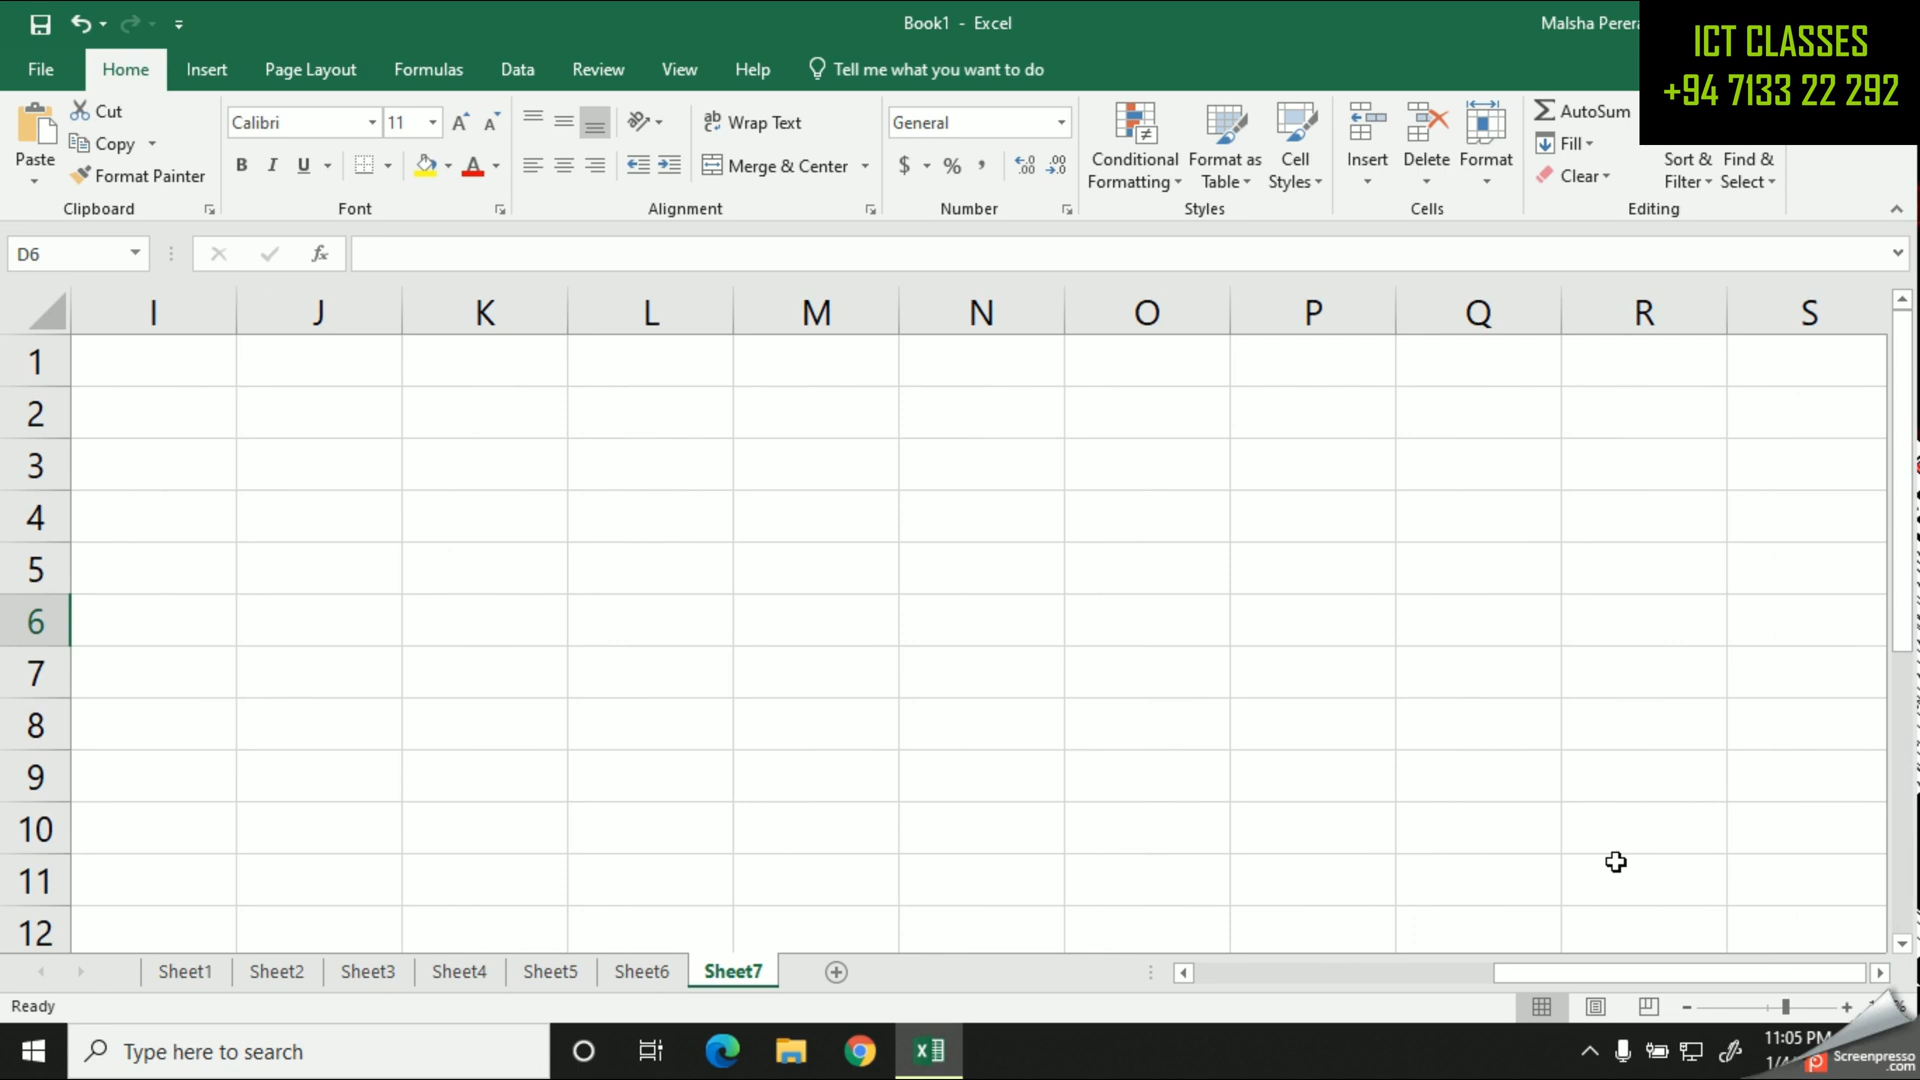 Book1 - Excel
Malsha Perera
ICT CLASSES
+94 7133 22 292
File Home Insert Page Layout Formulas Data Review View Help Tell me what you want to do
Paste
Cut
Copy
Format Painter
Clipboard
Calibri 11
B I U
Font
Wrap Text
Merge & Center
Alignment
General
$ % ,
Number
Conditional Formatting
Format as Table
Cell Styles
Styles
Insert
Delete
Format
Cells
AutoSum
Fill
Clear
Sort & Filter
Find & Select
Editing
D6
fx
I J K L M N O P Q R S
1
2
3
4
5
6
7
8
9
10
11
12
Sheet1 Sheet2 Sheet3 Sheet4 Sheet5 Sheet6 Sheet7
Ready
Type here to search
11:05 PM
Screenpresso
.com